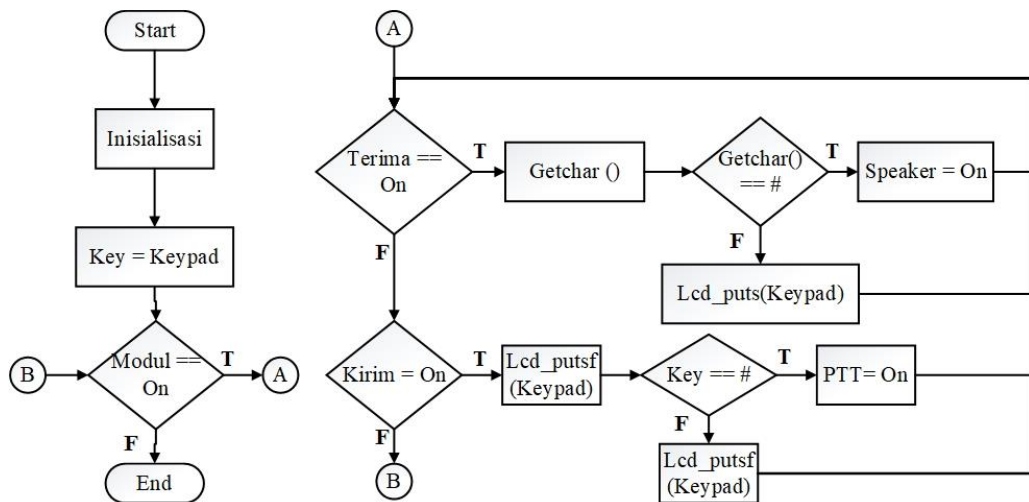 Start
Inisialisasi
Key = Keypad
B
Modul ==
On
T
A
F
End
A
Terima ==
On
T
Getchar ()
Getchar()
== #
T
Speaker = On
F
Lcd_puts(Keypad)
F
Kirim = On
T
Lcd_putsf
(Keypad)
Key == #
T
PTT= On
F
Lcd_putsf
(Keypad)
F
B